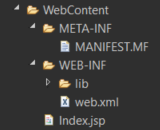 WebContent
META-INF
MANIFEST.MF
WEB-INF
lib
web.xml
Index.jsp